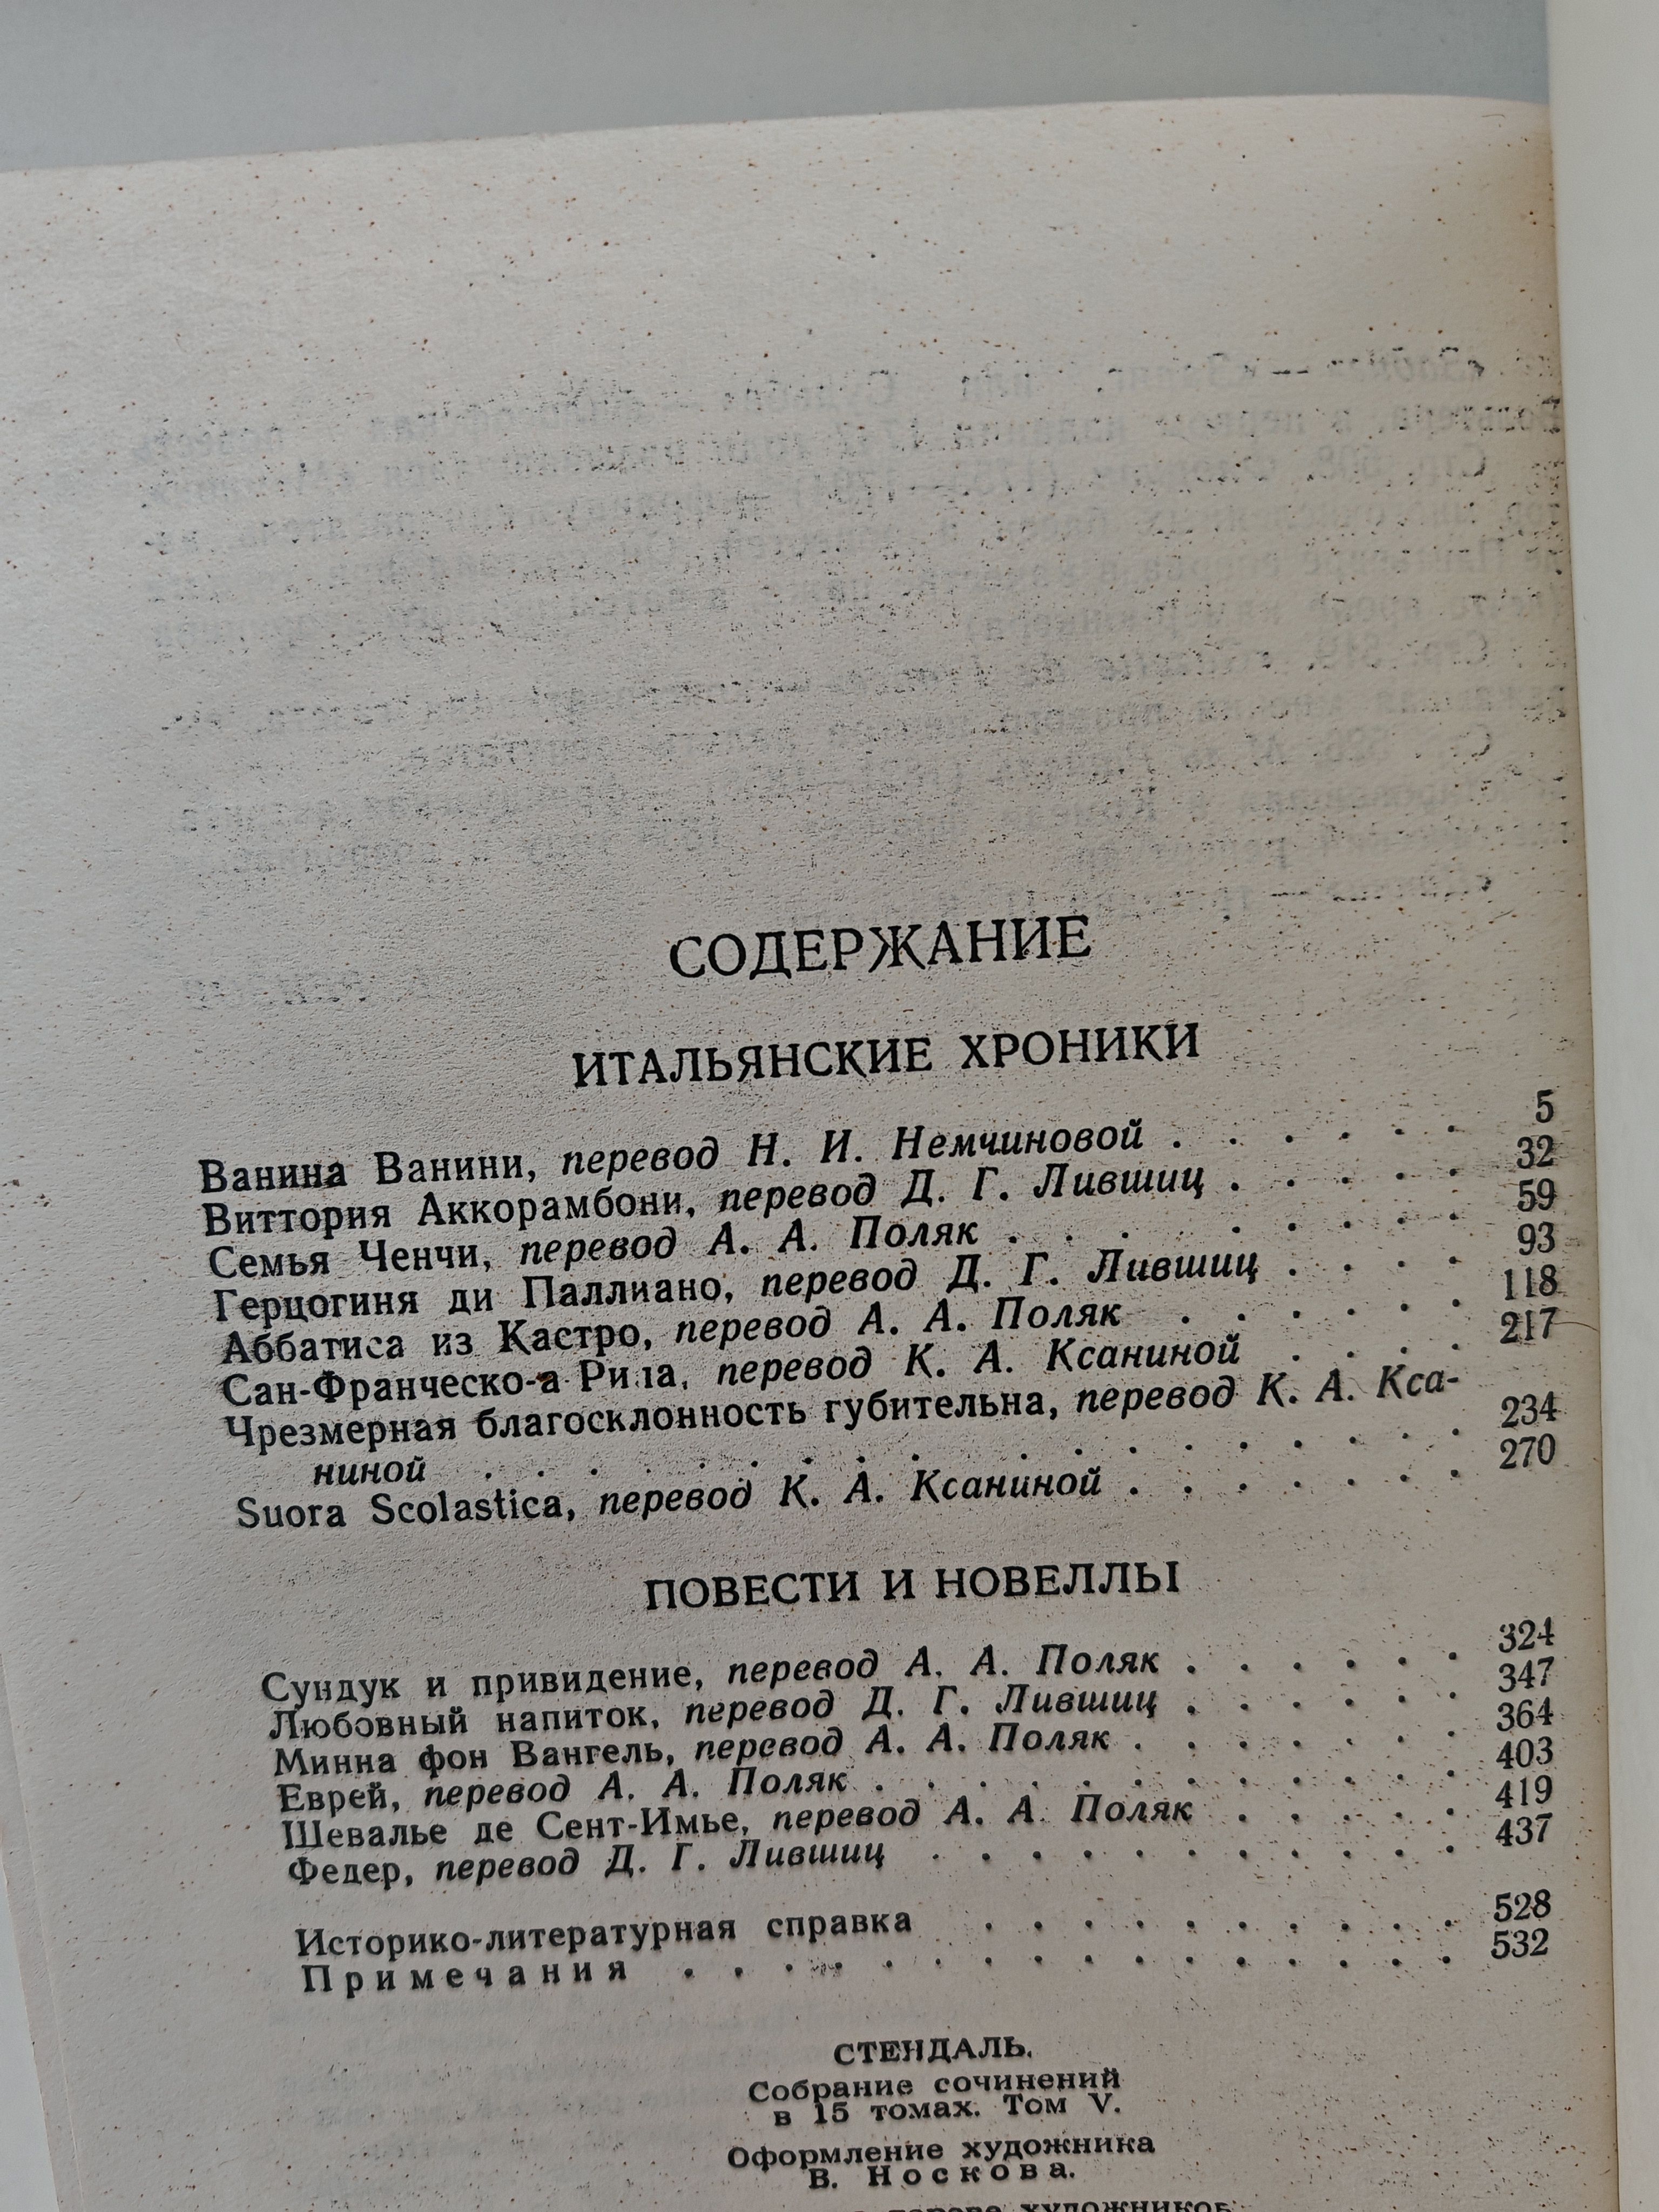 СОДЕРЖАНИЕ
ИТАЛЬЯНСКИЕ ХРОНИКИ
Ванина Ванини, перевод Н. И. Немчиновой . . . . . . 5
Виттория Аккорамбони, перевод Д. Г. Лившиц . . . . . 32
Семья Ченчи, перевод А. А. Поляк . . . . . . . . 59
Герцогиня ди Паллиано, перевод Д. Г. Лившиц . . . . 93
Аббатиса из Кастро, перевод А. А. Поляк . . . . . . 118
Сан-Франческо-а-Рипа, перевод К. А. Ксаниной . . . . 217
Чрезмерная благосклонность губительна, перевод К. А. Кса-
ниной . . . . . . . . . . . . . . . . . . 234
Suora Scolastica, перевод К. А. Ксаниной . . . . . . . 270
ПОВЕСТИ И НОВЕЛЛЫ
Сундук и привидение, перевод А. А. Поляк . . . . . . 324
Любовный напиток, перевод Д. Г. Лившиц . . . . . . 347
Минна фон Вангель, перевод А. А. Поляк . . . . . . . 364
Еврей, перевод А. А. Поляк . . . . . . . . . . . . 403
Шевалье де Сент-Имье, перевод А. А. Поляк . . . . . 419
Федер, перевод Д. Г. Лившиц . . . . . . . . . . . 437
Историко-литературная справка . . . . . . . . . . 528
Примечания . . . . . . . . . . . . . . . . 532
СТЕНДАЛЬ.
Собрание сочинений
в 15 томах. Том V.
Оформление художника
В. Носкова.
художников